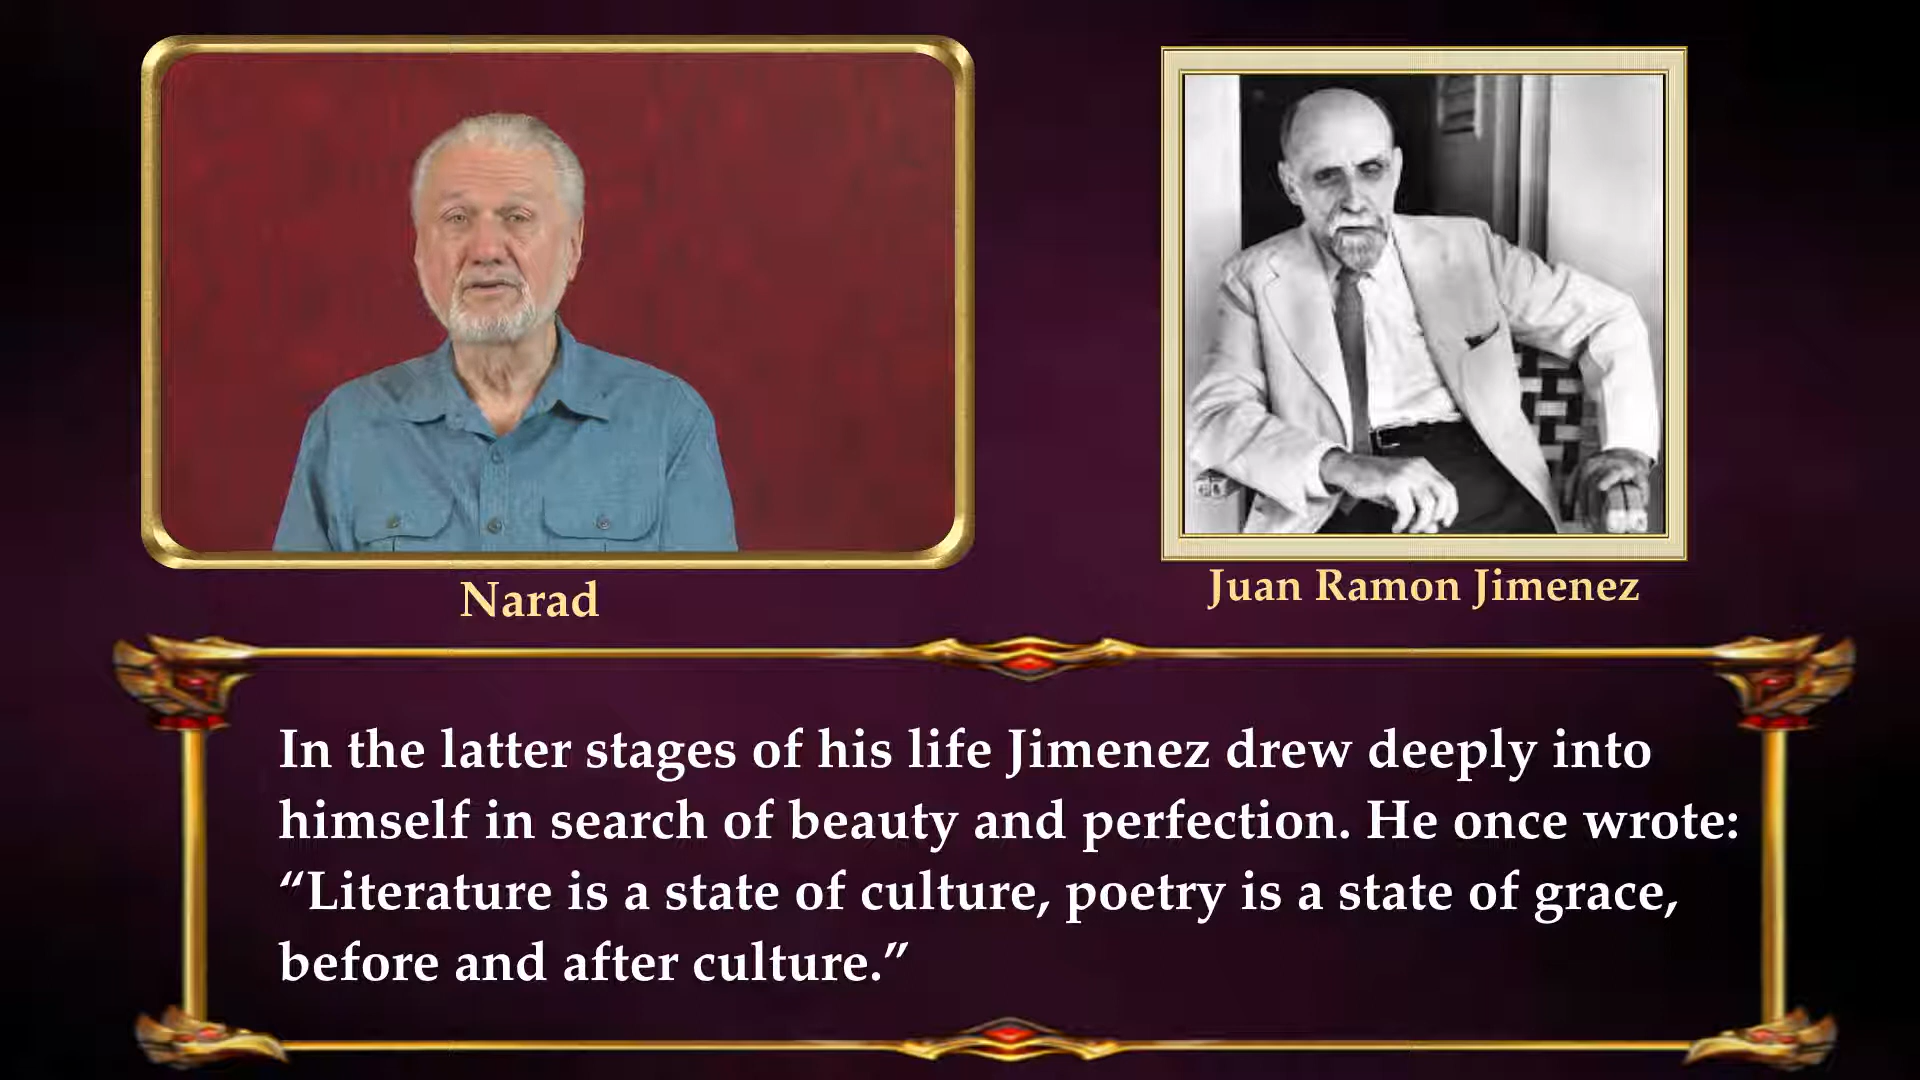 Narad
Juan Ramon Jimenez
In the latter stages of his life Jimenez drew deeply into
himself in search of beauty and perfection. He once wrote:
“Literature is a state of culture, poetry is a state of grace,
before and after culture.”